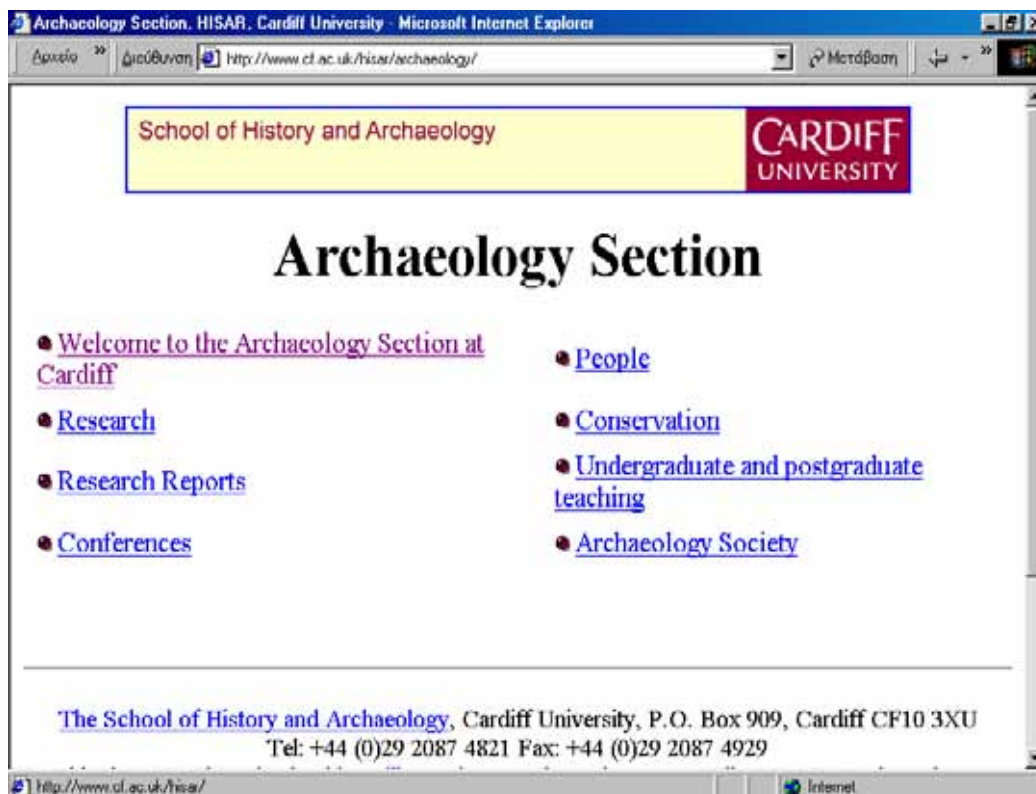 Archaeology Section, HISAR, Cardiff University - Microsoft Internet Explorer
Αρχείο » Διεύθυνση http://www.cf.ac.uk/hisar/archaeology/ Μετάβαση »
School of History and Archaeology
CARDIFF
UNIVERSITY
Archaeology Section
Welcome to the Archaeology Section at
Cardiff
People
Research
Conservation
Research Reports
Undergraduate and postgraduate
teaching
Conferences
Archaeology Society
The School of History and Archaeology, Cardiff University, P.O. Box 909, Cardiff CF10 3XU
Tel: +44 (0)29 2087 4821 Fax: +44 (0)29 2087 4929
http://www.cf.ac.uk/hisar/ Internet